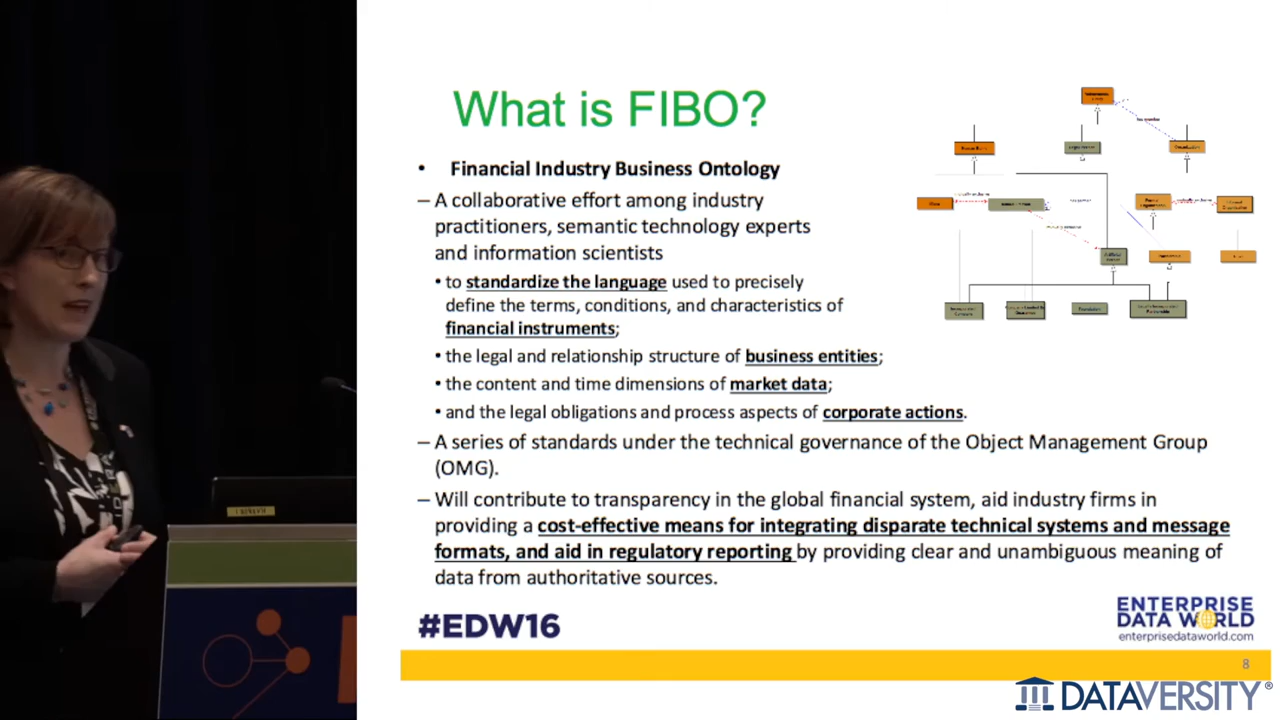 What is FIBO?
• Financial Industry Business Ontology
– A collaborative effort among industry
practitioners, semantic technology experts
and information scientists
• to standardize the language used to precisely
define the terms, conditions, and characteristics of
financial instruments;
• the legal and relationship structure of business entities;
• the content and time dimensions of market data;
• and the legal obligations and process aspects of corporate actions.
– A series of standards under the technical governance of the Object Management Group
(OMG).
– Will contribute to transparency in the global financial system, aid industry firms in
providing a cost-effective means for integrating disparate technical systems and message
formats, and aid in regulatory reporting by providing clear and unambiguous meaning of
data from authoritative sources.
#EDW16
ENTERPRISE
DATA WORLD
enterprisedataworld.com
8
DATAVERSITY®